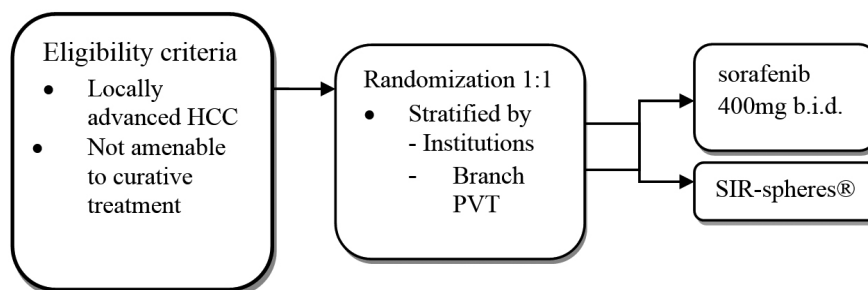 Eligibility criteria
• Locally
advanced HCC
• Not amenable
to curative
treatment
Randomization 1:1
• Stratified by
- Institutions
- Branch
PVT
sorafenib
400mg b.i.d.
SIR-spheres®